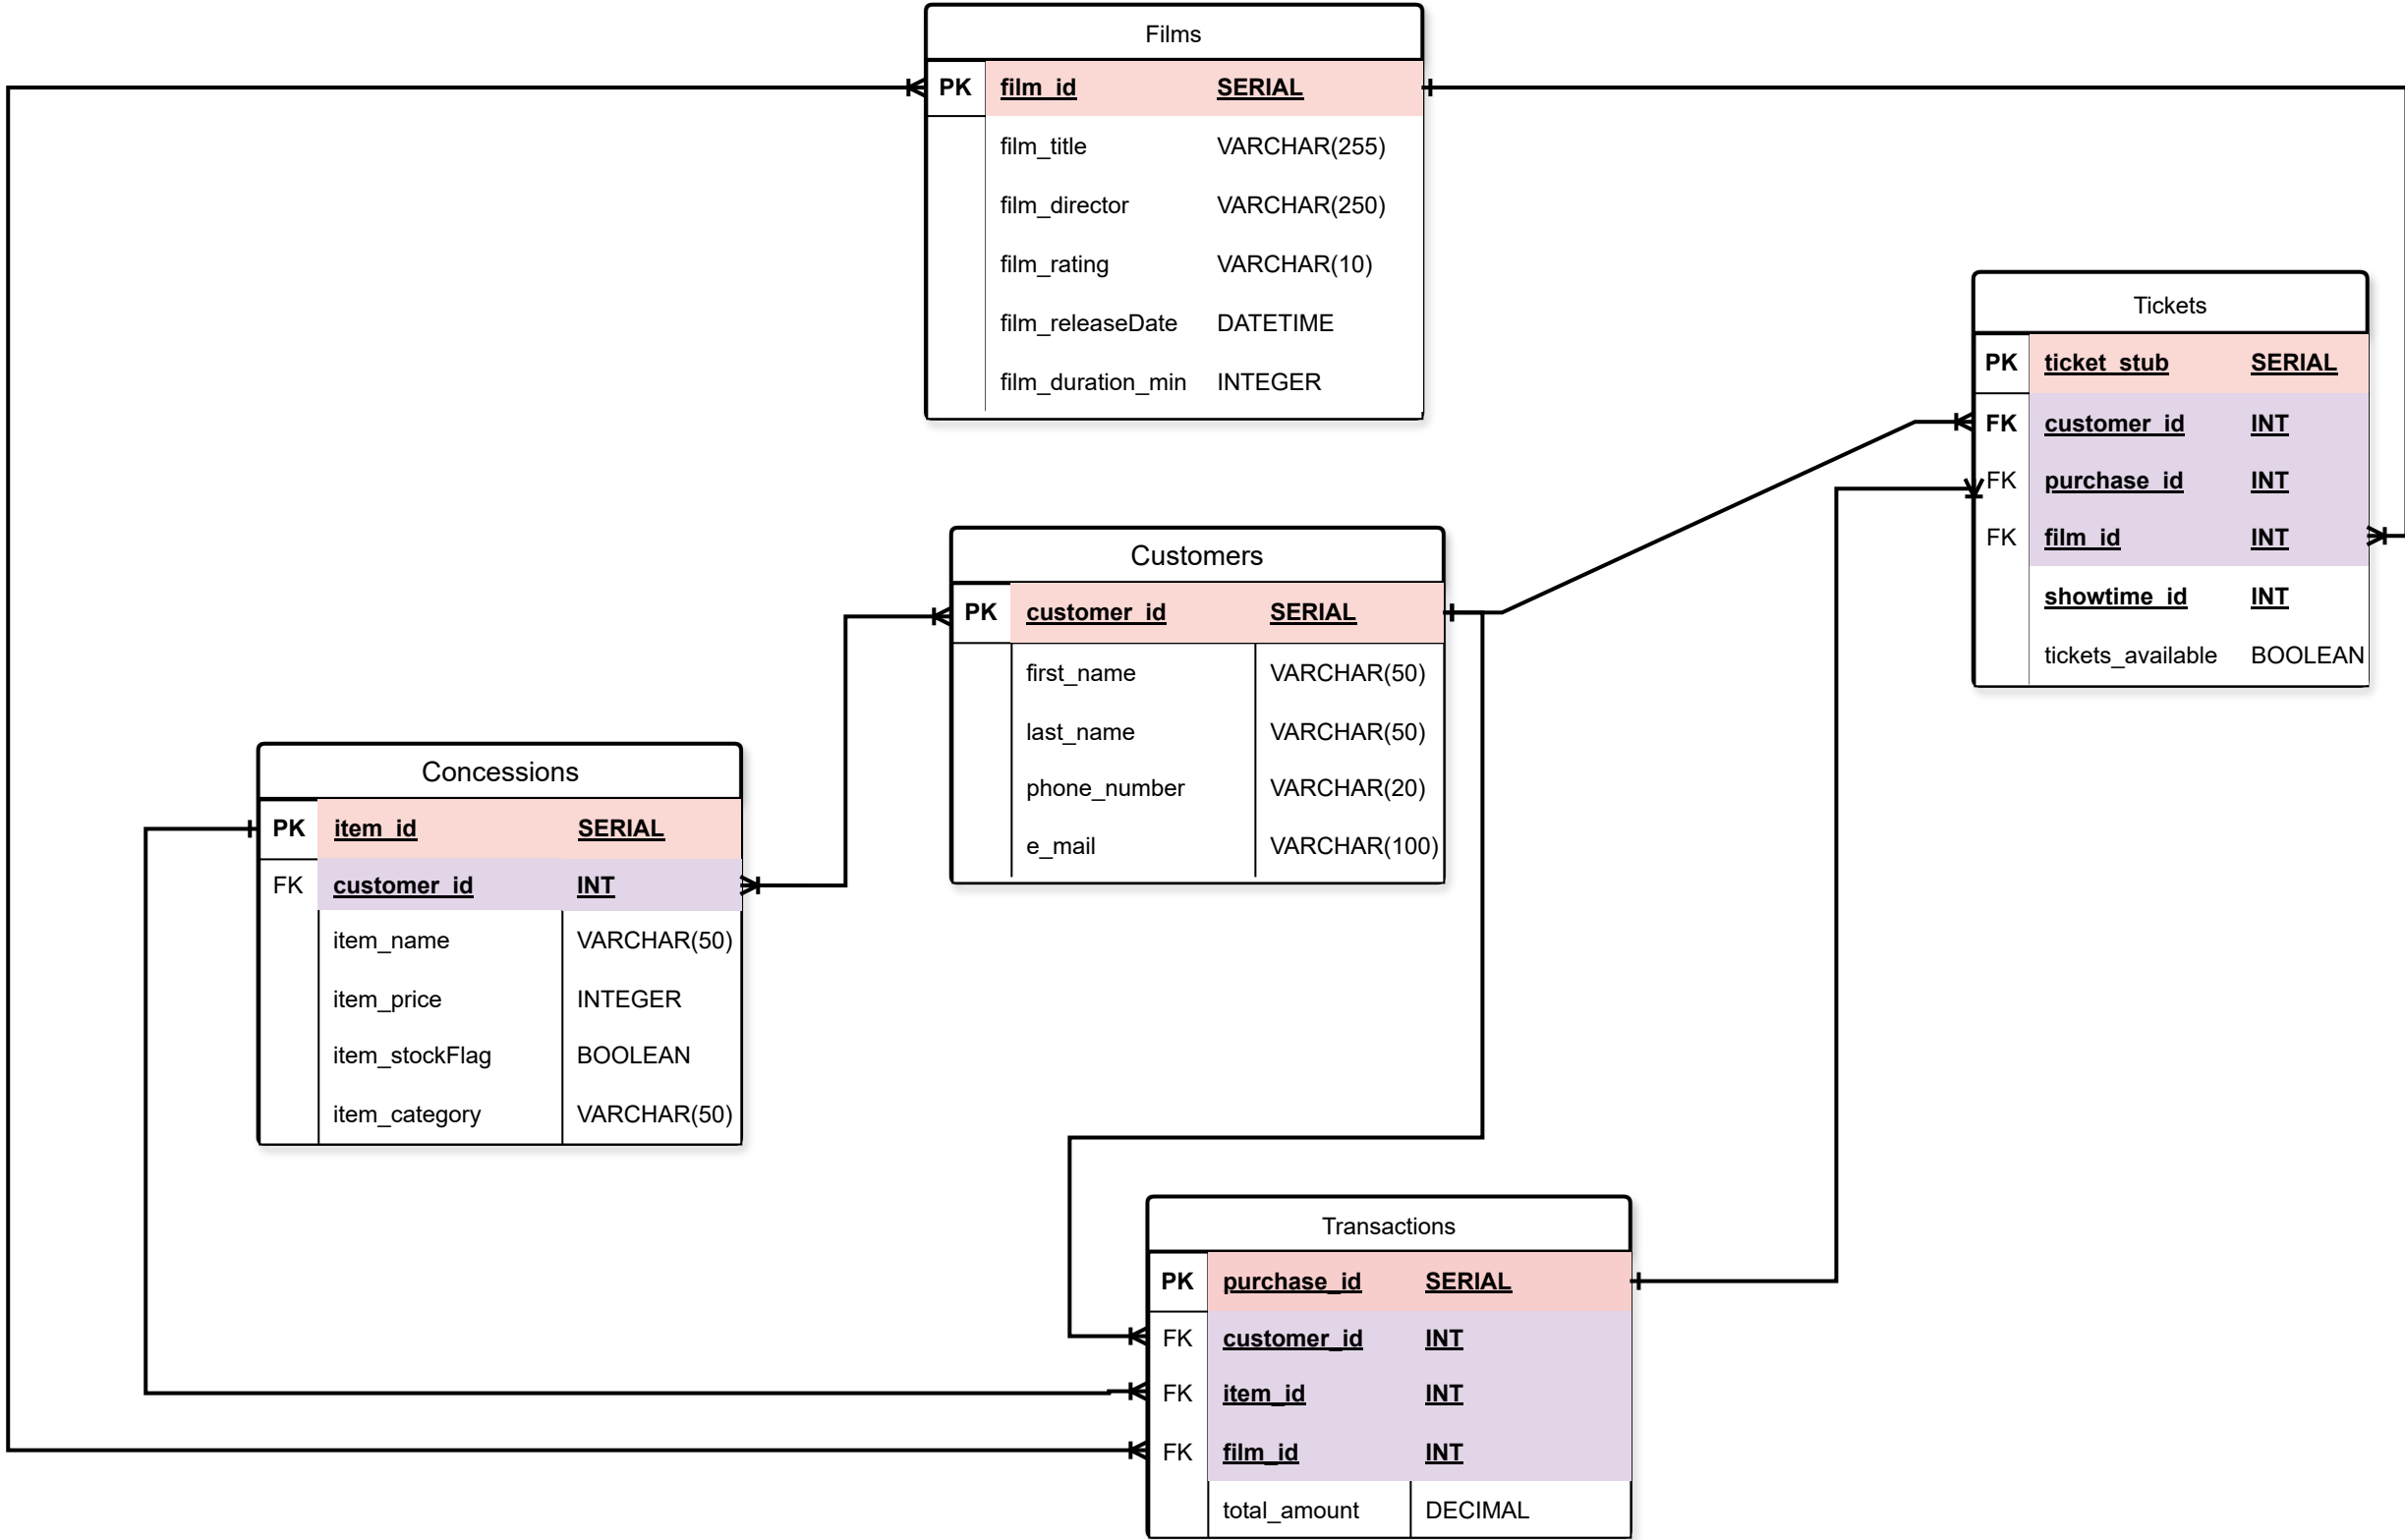 Films
PK film_id SERIAL
film_title VARCHAR(255)
film_director VARCHAR(250)
film_rating VARCHAR(10)
film_releaseDate DATETIME
film_duration_min INTEGER
Tickets
PK ticket_stub SERIAL
FK customer_id INT
FK purchase_id INT
FK film_id INT
showtime_id INT
tickets_available BOOLEAN
Customers
PK customer_id SERIAL
first_name VARCHAR(50)
last_name VARCHAR(50)
phone_number VARCHAR(20)
e_mail VARCHAR(100)
Concessions
PK item_id SERIAL
FK customer_id INT
item_name VARCHAR(50)
item_price INTEGER
item_stockFlag BOOLEAN
item_category VARCHAR(50)
Transactions
PK purchase_id SERIAL
FK customer_id INT
FK item_id INT
FK film_id INT
total_amount DECIMAL